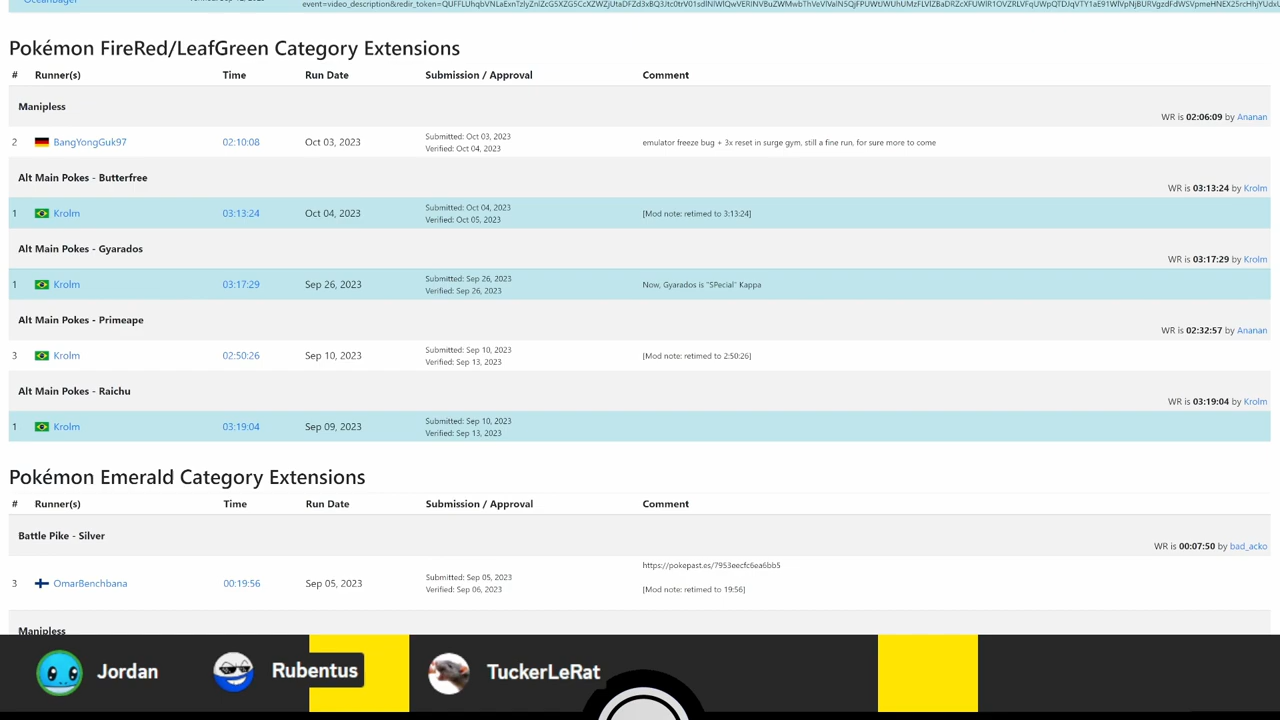 Pokémon FireRed/LeafGreen Category Extensions
# Runner(s) Time Run Date Submission / Approval Comment
Manipless
WR is 02:06:09 by Ananan
2 BangYongGuk97 02:10:08 Oct 03, 2023 Submitted: Oct 03, 2023 emulator freeze bug + 3x reset in surge gym, still a fine run, for sure more to come
Verified: Oct 04, 2023
Alt Main Pokes - Butterfree
WR is 03:13:24 by Krolm
1 Krolm 03:13:24 Oct 04, 2023 Submitted: Oct 04, 2023 [Mod note: retimed to 3:13:24]
Verified: Oct 05, 2023
Alt Main Pokes - Gyarados
WR is 03:17:29 by Krolm
1 Krolm 03:17:29 Sep 26, 2023 Submitted: Sep 26, 2023 Now, Gyarados is "SPecial" Kappa
Verified: Sep 26, 2023
Alt Main Pokes - Primeape
WR is 02:32:57 by Ananan
3 Krolm 02:50:26 Sep 10, 2023 Submitted: Sep 10, 2023 [Mod note: retimed to 2:50:26]
Verified: Sep 13, 2023
Alt Main Pokes - Raichu
WR is 03:19:04 by Krolm
1 Krolm 03:19:04 Sep 09, 2023 Submitted: Sep 10, 2023
Verified: Sep 13, 2023
Pokémon Emerald Category Extensions
# Runner(s) Time Run Date Submission / Approval Comment
Battle Pike - Silver
WR is 00:07:50 by bad_acko
https://pokepast.es/7953eecfc6ea6bb5
3 OmarBenchbana 00:19:56 Sep 05, 2023 Submitted: Sep 05, 2023
Verified: Sep 06, 2023 [Mod note: retimed to 19:56]
Manipless
Jordan Rubentus TuckerLeRat